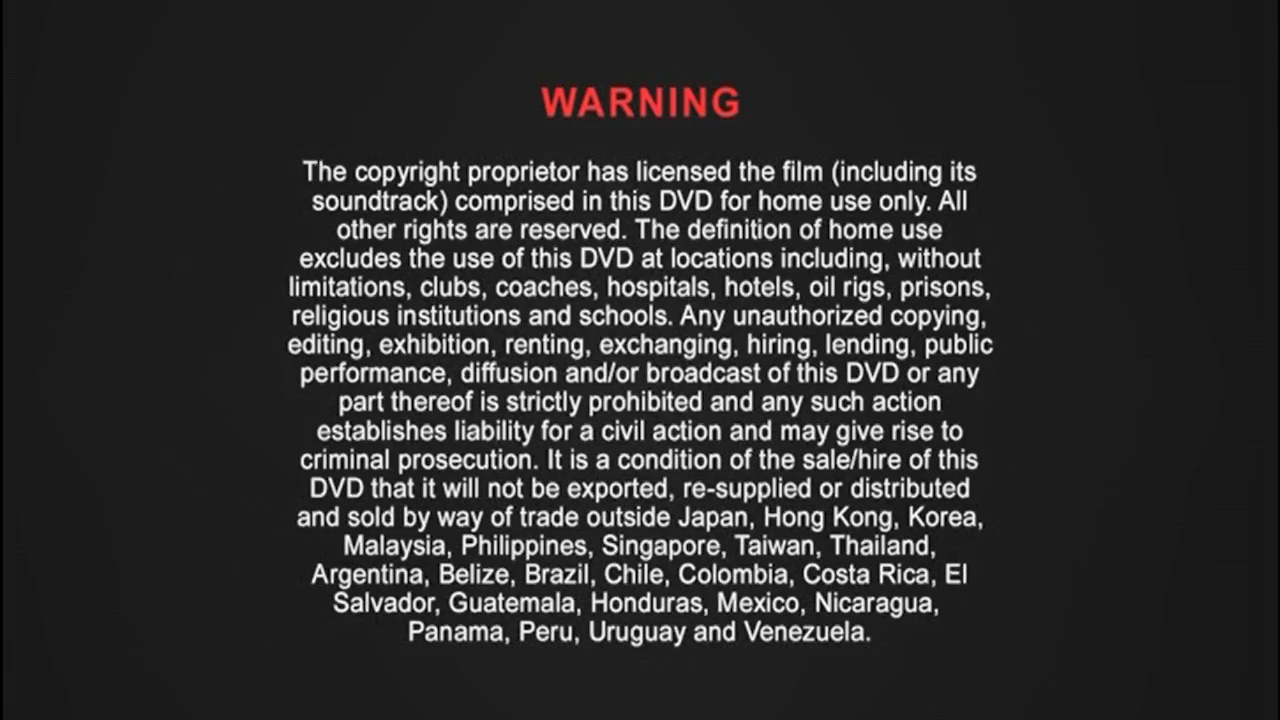 WARNING
The copyright proprietor has licensed the film (including its
soundtrack) comprised in this DVD for home use only. All
other rights are reserved. The definition of home use
excludes the use of this DVD at locations including, without
limitations, clubs, coaches, hospitals, hotels, oil rigs, prisons,
religious institutions and schools. Any unauthorized copying,
editing, exhibition, renting, exchanging, hiring, lending, public
performance, diffusion and/or broadcast of this DVD or any
part thereof is strictly prohibited and any such action
establishes liability for a civil action and may give rise to
criminal prosecution. It is a condition of the sale/hire of this
DVD that it will not be exported, re-supplied or distributed
and sold by way of trade outside Japan, Hong Kong, Korea,
Malaysia, Philippines, Singapore, Taiwan, Thailand,
Argentina, Belize, Brazil, Chile, Colombia, Costa Rica, El
Salvador, Guatemala, Honduras, Mexico, Nicaragua,
Panama, Peru, Uruguay and Venezuela.